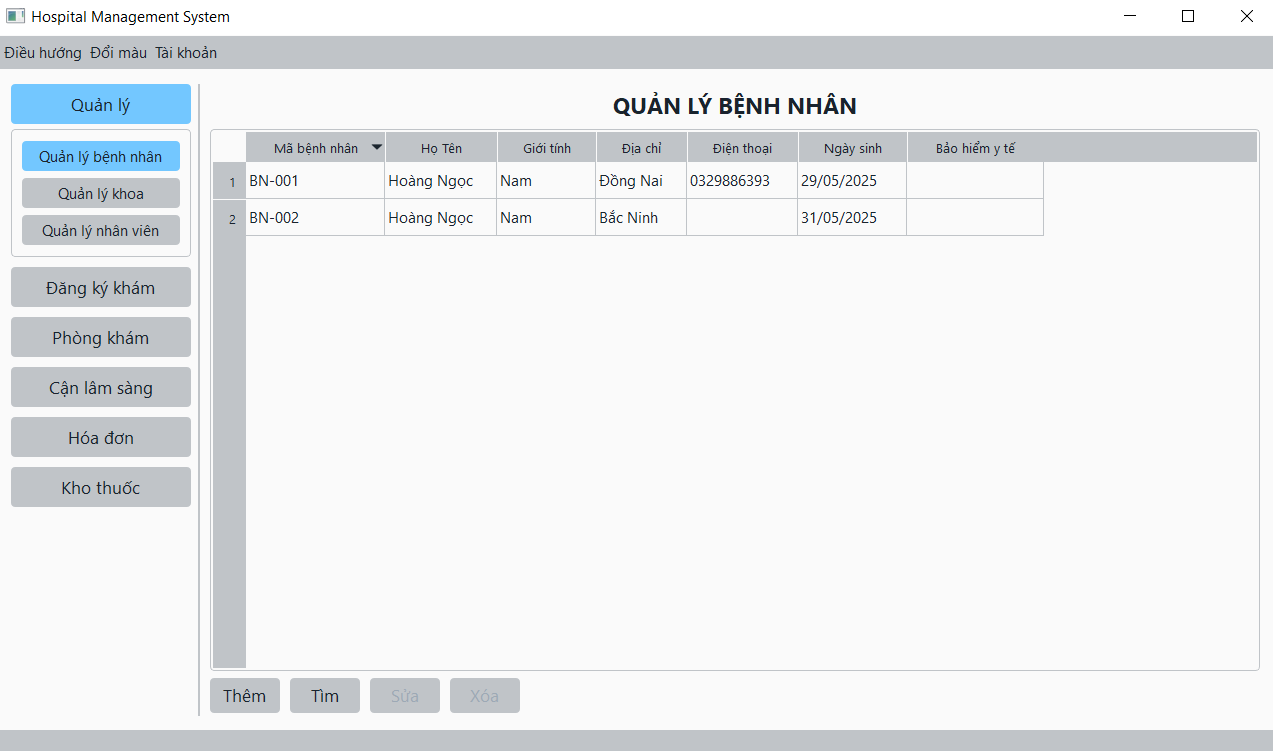 Hospital Management System
Điều hướng Đổi màu Tài khoản
Quản lý
Quản lý bệnh nhân
Quản lý khoa
Quản lý nhân viên
Đăng ký khám
Phòng khám
Cận lâm sàng
Hóa đơn
Kho thuốc
QUẢN LÝ BỆNH NHÂN
Mã bệnh nhân Họ Tên Giới tính Địa chỉ Điện thoại Ngày sinh Bảo hiểm y tế
1 BN-001 Hoàng Ngọc Nam Đồng Nai 0329886393 29/05/2025
2 BN-002 Hoàng Ngọc Nam Bắc Ninh 31/05/2025
Thêm Tìm Sửa Xóa